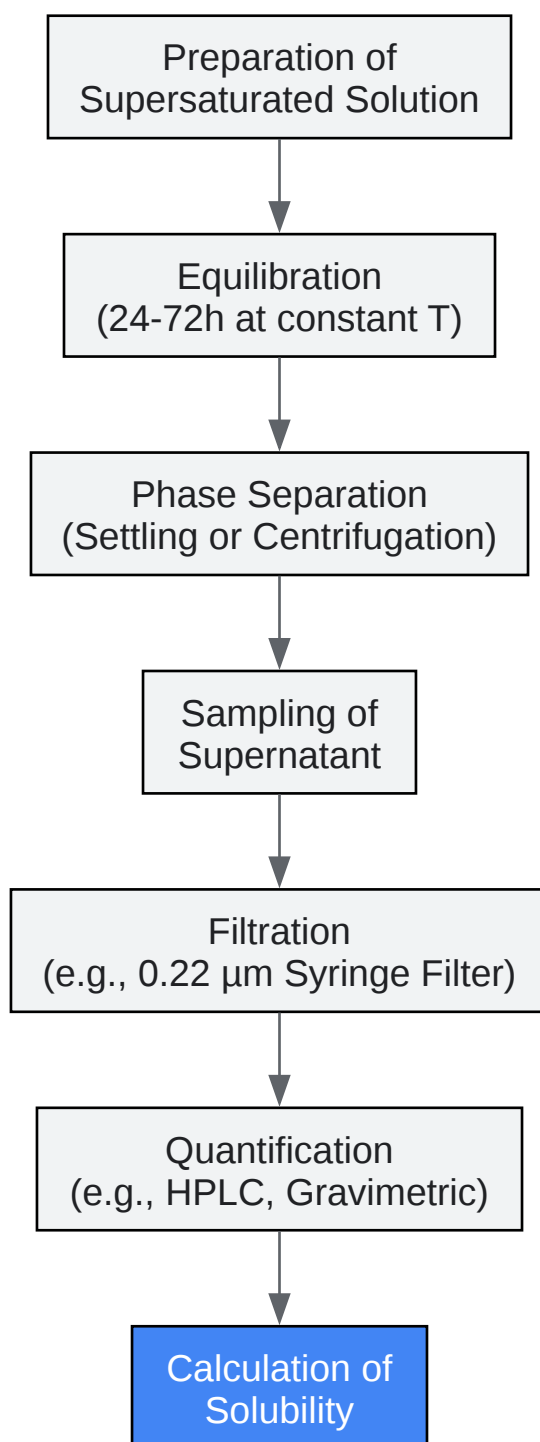 Preparation of
Supersaturated Solution
Equilibration
(24-72h at constant T)
Phase Separation
(Settling or Centrifugation)
Sampling of
Supernatant
Filtration
(e.g., 0.22 µm Syringe Filter)
Quantification
(e.g., HPLC, Gravimetric)
Calculation of
Solubility